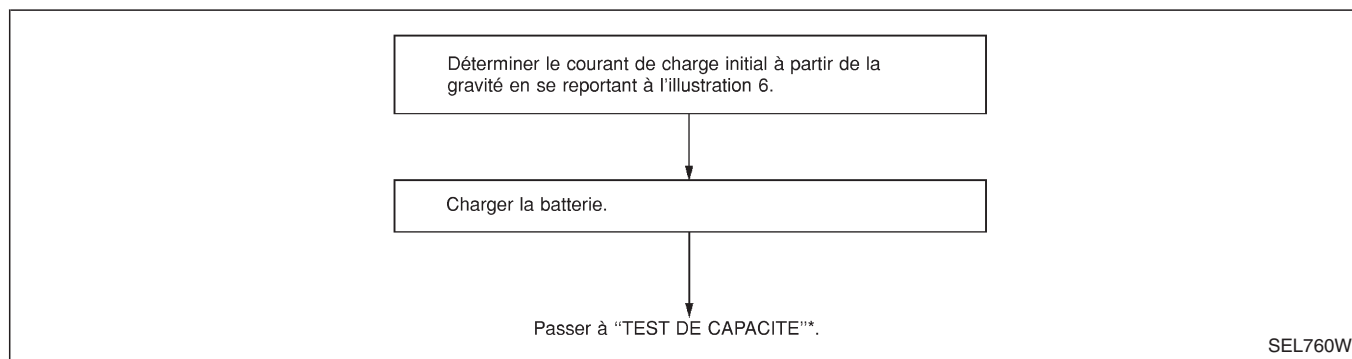 Déterminer le courant de charge initial à partir de la
gravité en se reportant à l'illustration 6.
Charger la batterie.
Passer à “TEST DE CAPACITE”*.
SEL760W